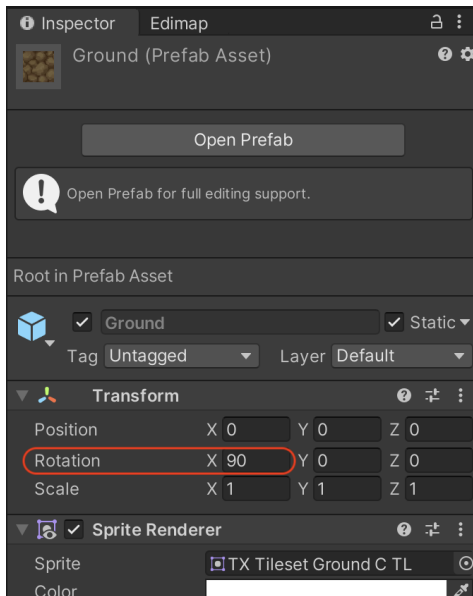 Inspector Edimap
Ground (Prefab Asset)
Open Prefab
Open Prefab for full editing support.
Root in Prefab Asset
Ground Static
Tag Untagged Layer Default
Transform
Position X 0 Y 0 Z 0
Rotation X 90 Y 0 Z 0
Scale X 1 Y 1 Z 1
Sprite Renderer
Sprite TX Tileset Ground C TL
Color